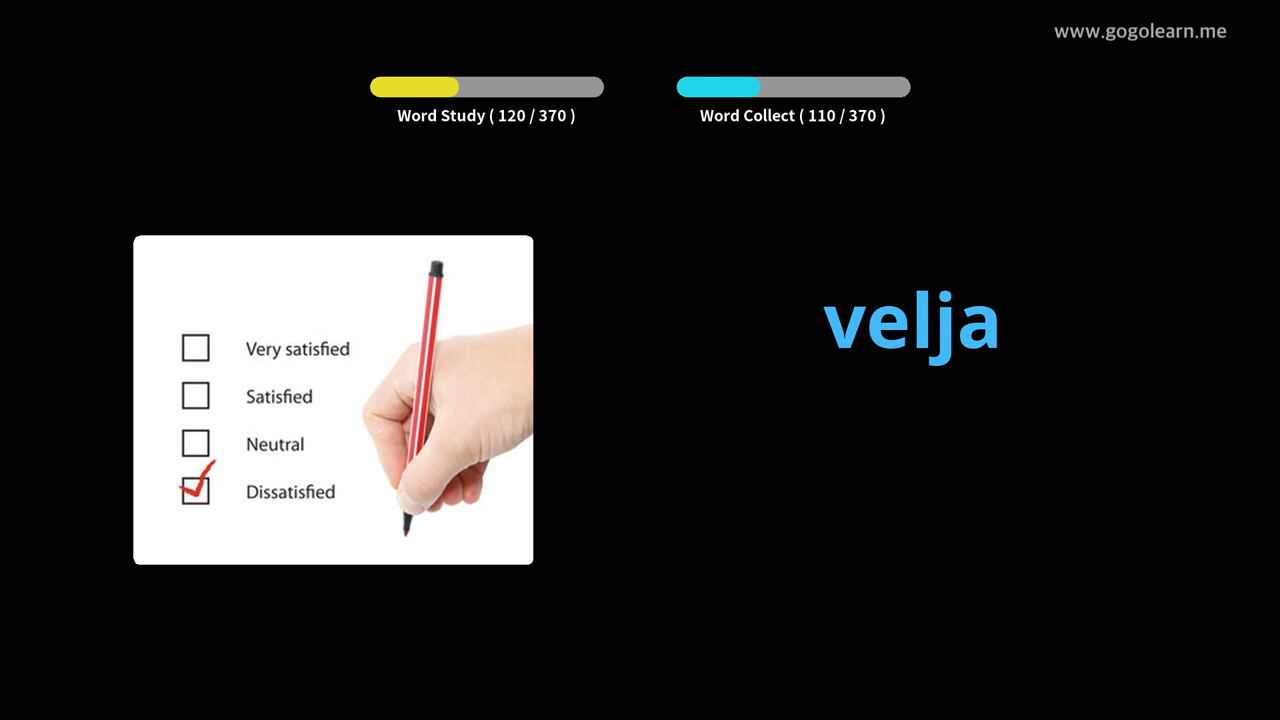 www.gogolearn.me
Word Study ( 120 / 370 )
Word Collect ( 110 / 370 )
Very satisfied
Satisfied
Neutral
Dissatisfied
velja